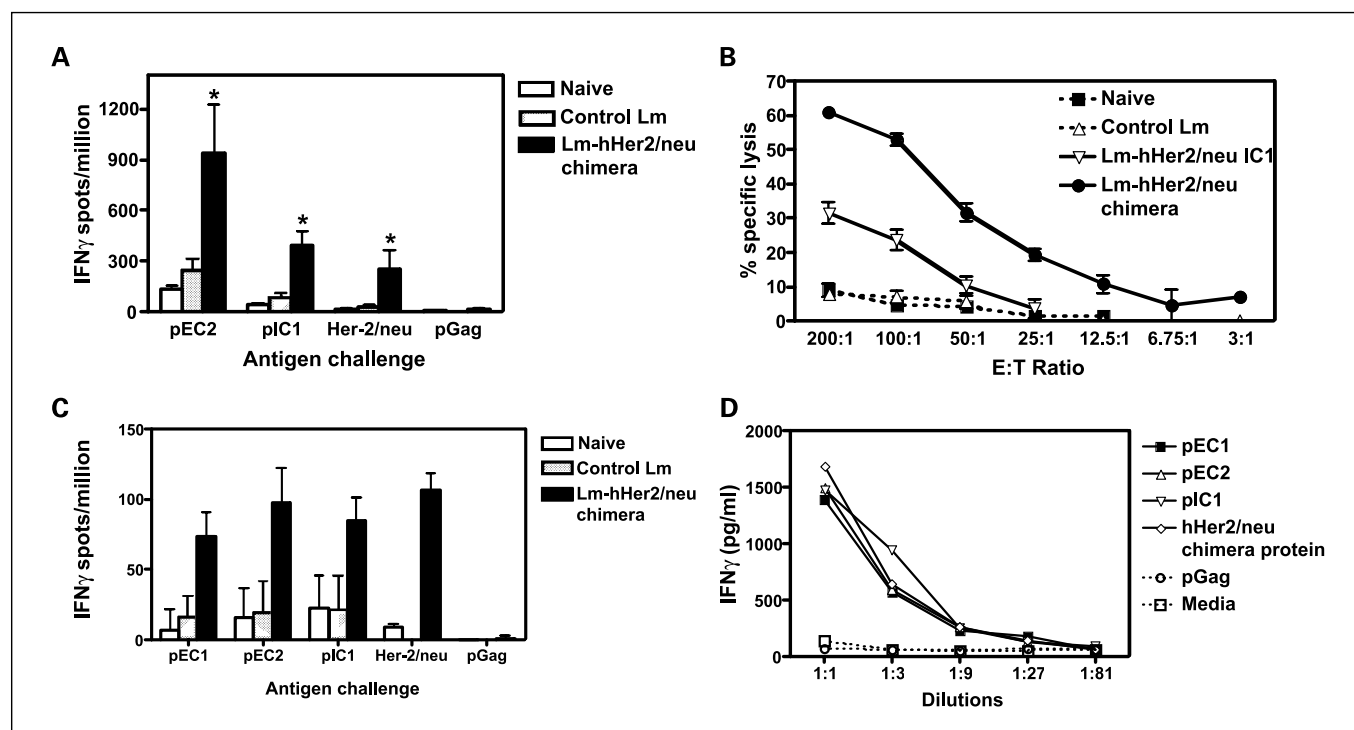 A
IFNγ spots/million
1200
900
600
300
0
*
*
*
pEC2 pIC1 Her-2/neu pGag
Antigen challenge
Naive
Control Lm
Lm-hHer2/neu
chimera
B
% specific lysis
70
60
50
40
30
20
10
0
200:1 100:1 50:1 25:1 12.5:1 6.75:1 3:1
E:T Ratio
Naive
Control Lm
Lm-hHer2/neu IC1
Lm-hHer2/neu
chimera
C
IFNγ spots/million
150
100
50
0
pEC1 pEC2 pIC1 Her-2/neu pGag
Antigen challenge
Naive
Control Lm
Lm-hHer2/neu
chimera
D
IFNγ (pg/ml)
2000
1500
1000
500
0
1:1 1:3 1:9 1:27 1:81
Dilutions
pEC1
pEC2
pIC1
hHer2/neu
chimera protein
pGag
Media